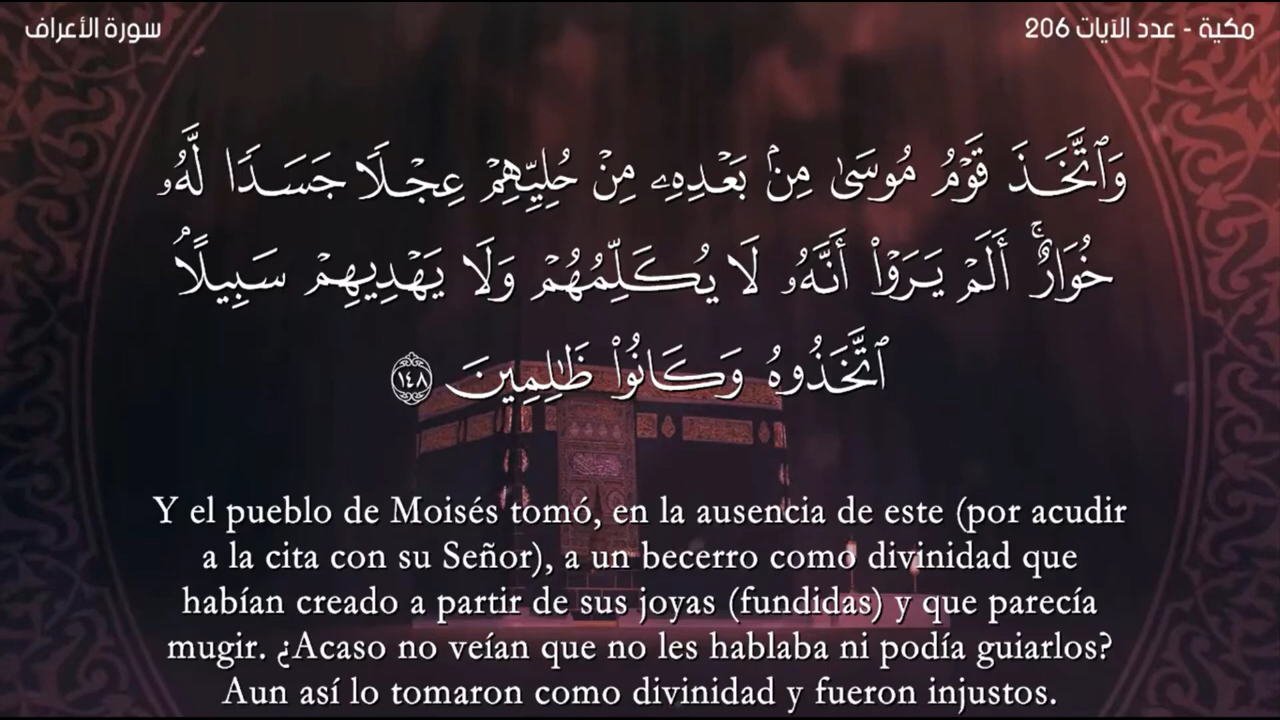 سورة الأعراف
مكية - عدد الآيات 206
وَٱتَّخَذَ قَوْمُ مُوسَىٰ مِنۢ بَعْدِهِۦ مِنْ حُلِيِّهِمْ عِجْلًا جَسَدًا لَّهُۥ
خُوَارٌ ۚ أَلَمْ يَرَوْا۟ أَنَّهُۥ لَا يُكَلِّمُهُمْ وَلَا يَهْدِيهِمْ سَبِيلًا ۘ
ٱتَّخَذُوهُ وَكَانُوا۟ ظَـٰلِمِينَ ١٤٨
Y el pueblo de Moisés tomó, en la ausencia de este (por acudir
a la cita con su Señor), a un becerro como divinidad que
habían creado a partir de sus joyas (fundidas) y que parecía
mugir. ¿Acaso no veían que no les hablaba ni podía guiarlos?
Aun así lo tomaron como divinidad y fueron injustos.